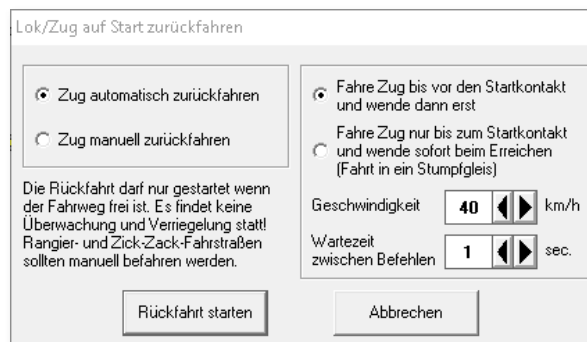 Lok/Zug auf Start zurückfahren
Zug automatisch zurückfahren
Zug manuell zurückfahren
Die Rückfahrt darf nur gestartet wenn
der Fahrweg frei ist. Es findet keine
Überwachung und Verriegelung statt!
Rangier- und Zick-Zack-Fahrstraßen
sollten manuell befahren werden.
Fahre Zug bis vor den Startkontakt
und wende dann erst
Fahre Zug nur bis zum Startkontakt
und wende sofort beim Erreichen
(Fahrt in ein Stumpfgleis)
Geschwindigkeit 40 km/h
Wartezeit
zwischen Befehlen 1 sec.
Rückfahrt starten
Abbrechen